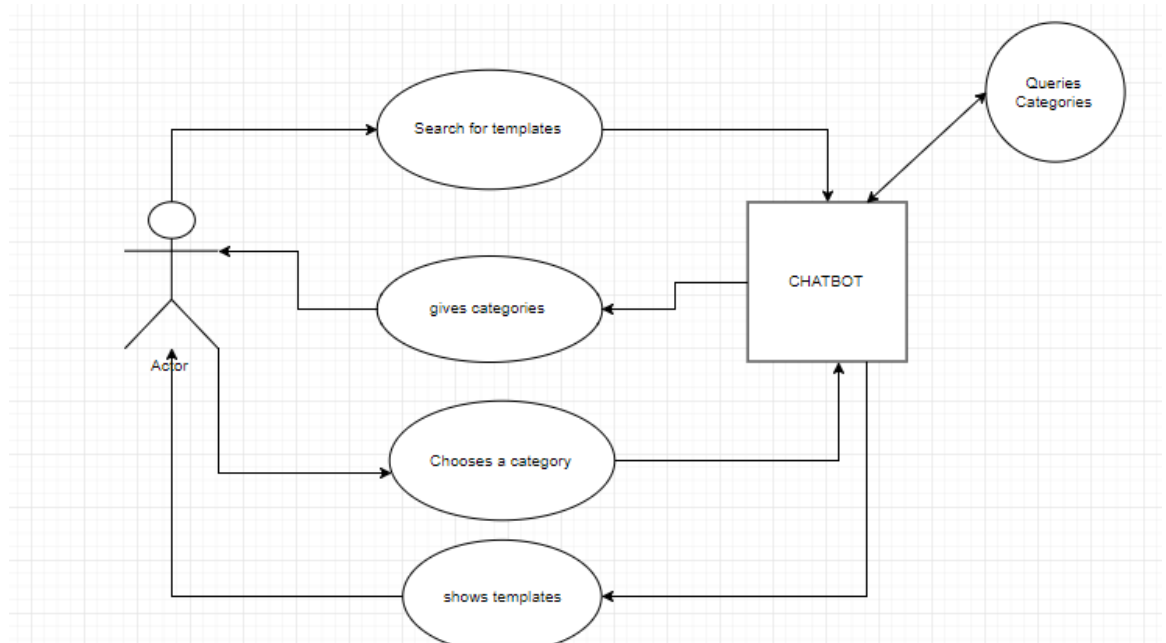 Queries
Categories
Search for templates
CHATBOT
gives categories
Actor
Chooses a category
shows templates